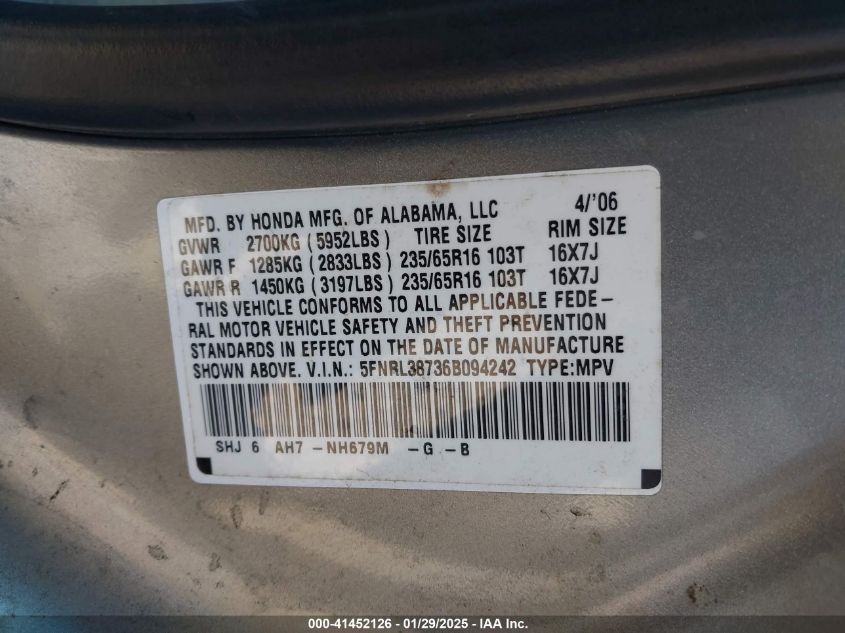 MFD. BY HONDA MFG. OF ALABAMA, LLC 4/'06
GVWR 2700KG (5952LBS) TIRE SIZE RIM SIZE
GAWR F 1285KG (2833LBS) 235/65R16 103T 16X7J
GAWR R 1450KG (3197LBS) 235/65R16 103T 16X7J
THIS VEHICLE CONFORMS TO ALL APPLICABLE FEDE-
RAL MOTOR VEHICLE SAFETY AND THEFT PREVENTION
STANDARDS IN EFFECT ON THE DATE OF MANUFACTURE
SHOWN ABOVE. V.I.N.: 5FNRL38736B094242 TYPE:MPV
SHJ 6 AH7 -NH679M -G -B
000-41452126 - 01/29/2025 - IAA Inc.